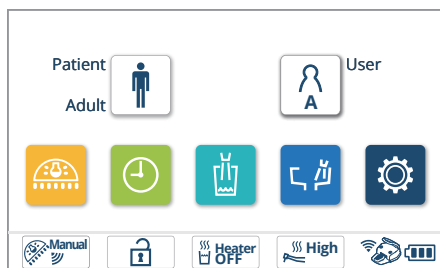 Patient
User
Adult
A
Manual
Heater
OFF
High